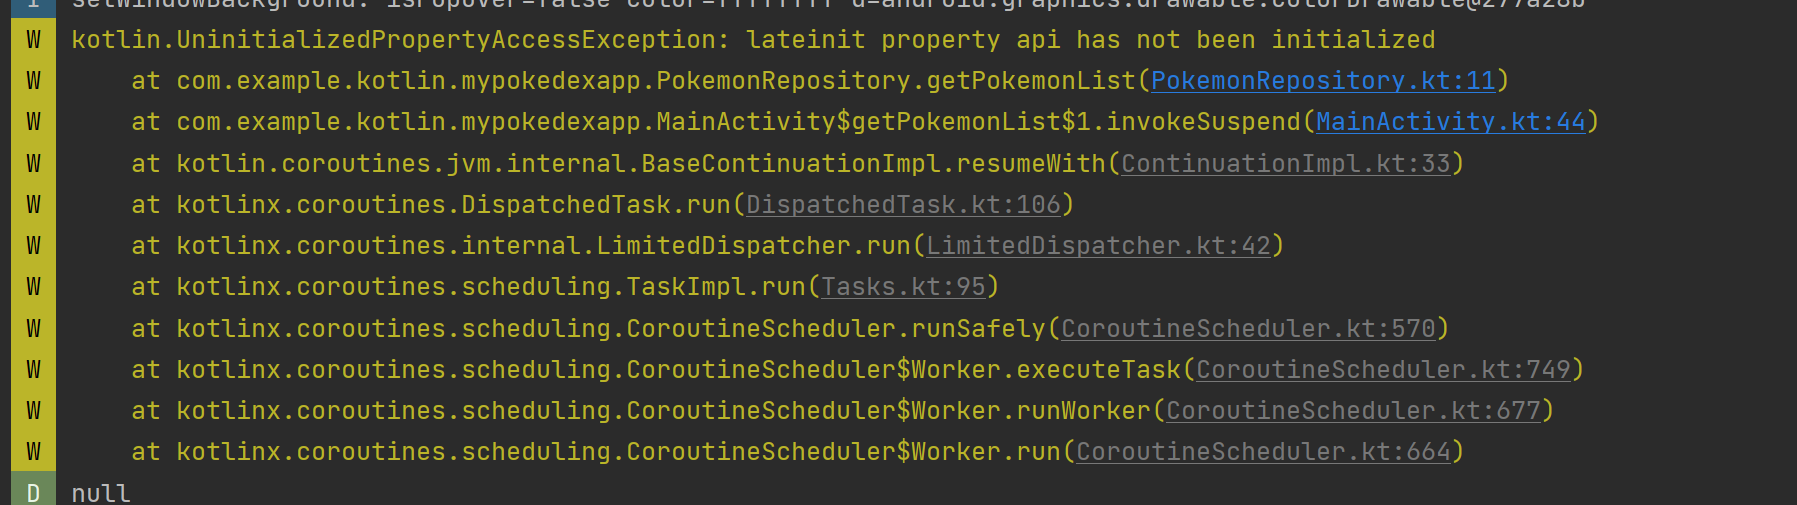 I setWindowBackground: isPopOver=false color=ffffffff d=android.graphics.drawable.ColorDrawable@277a28b
W kotlin.UninitializedPropertyAccessException: lateinit property api has not been initialized
W at com.example.kotlin.mypokedexapp.PokemonRepository.getPokemonList(PokemonRepository.kt:11)
W at com.example.kotlin.mypokedexapp.MainActivity$getPokemonList$1.invokeSuspend(MainActivity.kt:44)
W at kotlin.coroutines.jvm.internal.BaseContinuationImpl.resumeWith(ContinuationImpl.kt:33)
W at kotlinx.coroutines.DispatchedTask.run(DispatchedTask.kt:106)
W at kotlinx.coroutines.internal.LimitedDispatcher.run(LimitedDispatcher.kt:42)
W at kotlinx.coroutines.scheduling.TaskImpl.run(Tasks.kt:95)
W at kotlinx.coroutines.scheduling.CoroutineScheduler.runSafely(CoroutineScheduler.kt:570)
W at kotlinx.coroutines.scheduling.CoroutineScheduler$Worker.executeTask(CoroutineScheduler.kt:749)
W at kotlinx.coroutines.scheduling.CoroutineScheduler$Worker.runWorker(CoroutineScheduler.kt:677)
W at kotlinx.coroutines.scheduling.CoroutineScheduler$Worker.run(CoroutineScheduler.kt:664)
D null